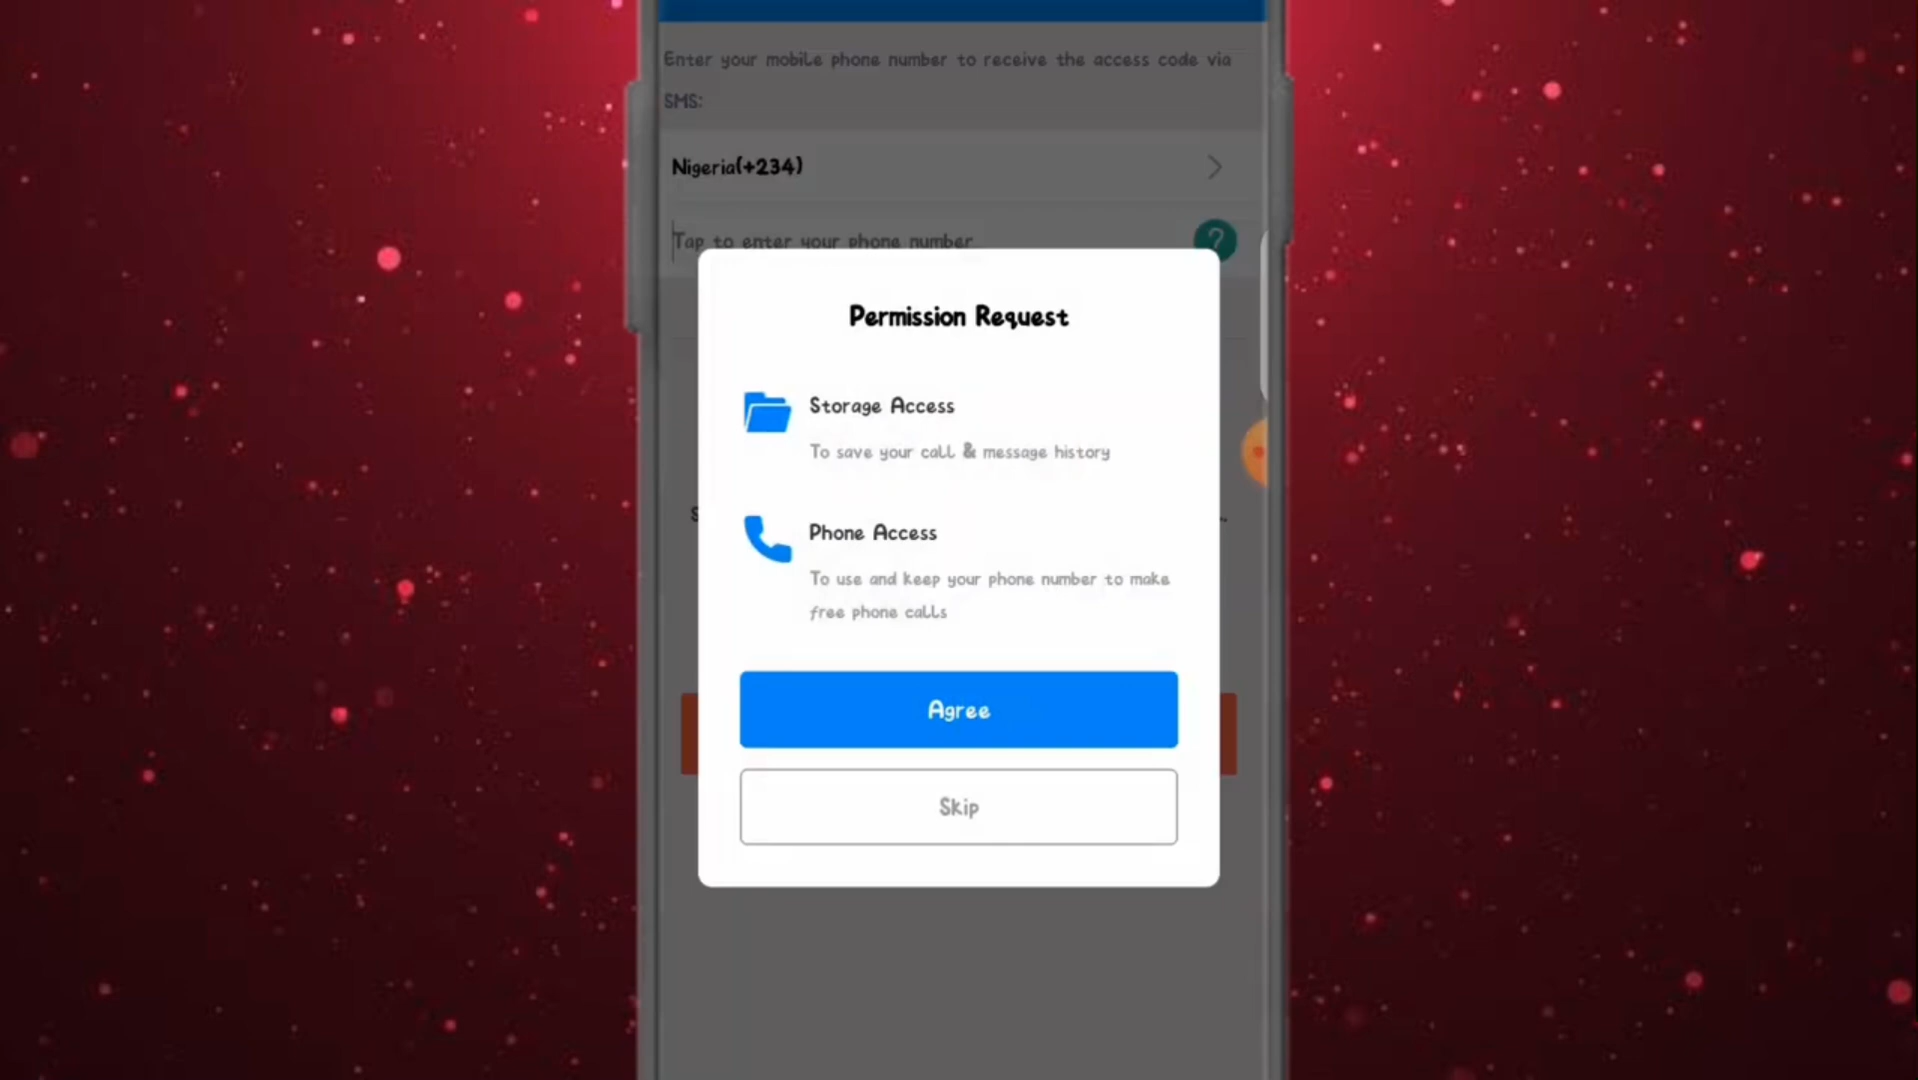 Enter your mobile phone number to receive the access code via
SMS:
Nigeria(+234)
Tap to enter your phone number
?
Permission Request
Storage Access
To save your call & message history
Phone Access
To use and keep your phone number to make
free phone calls
Agree
Skip